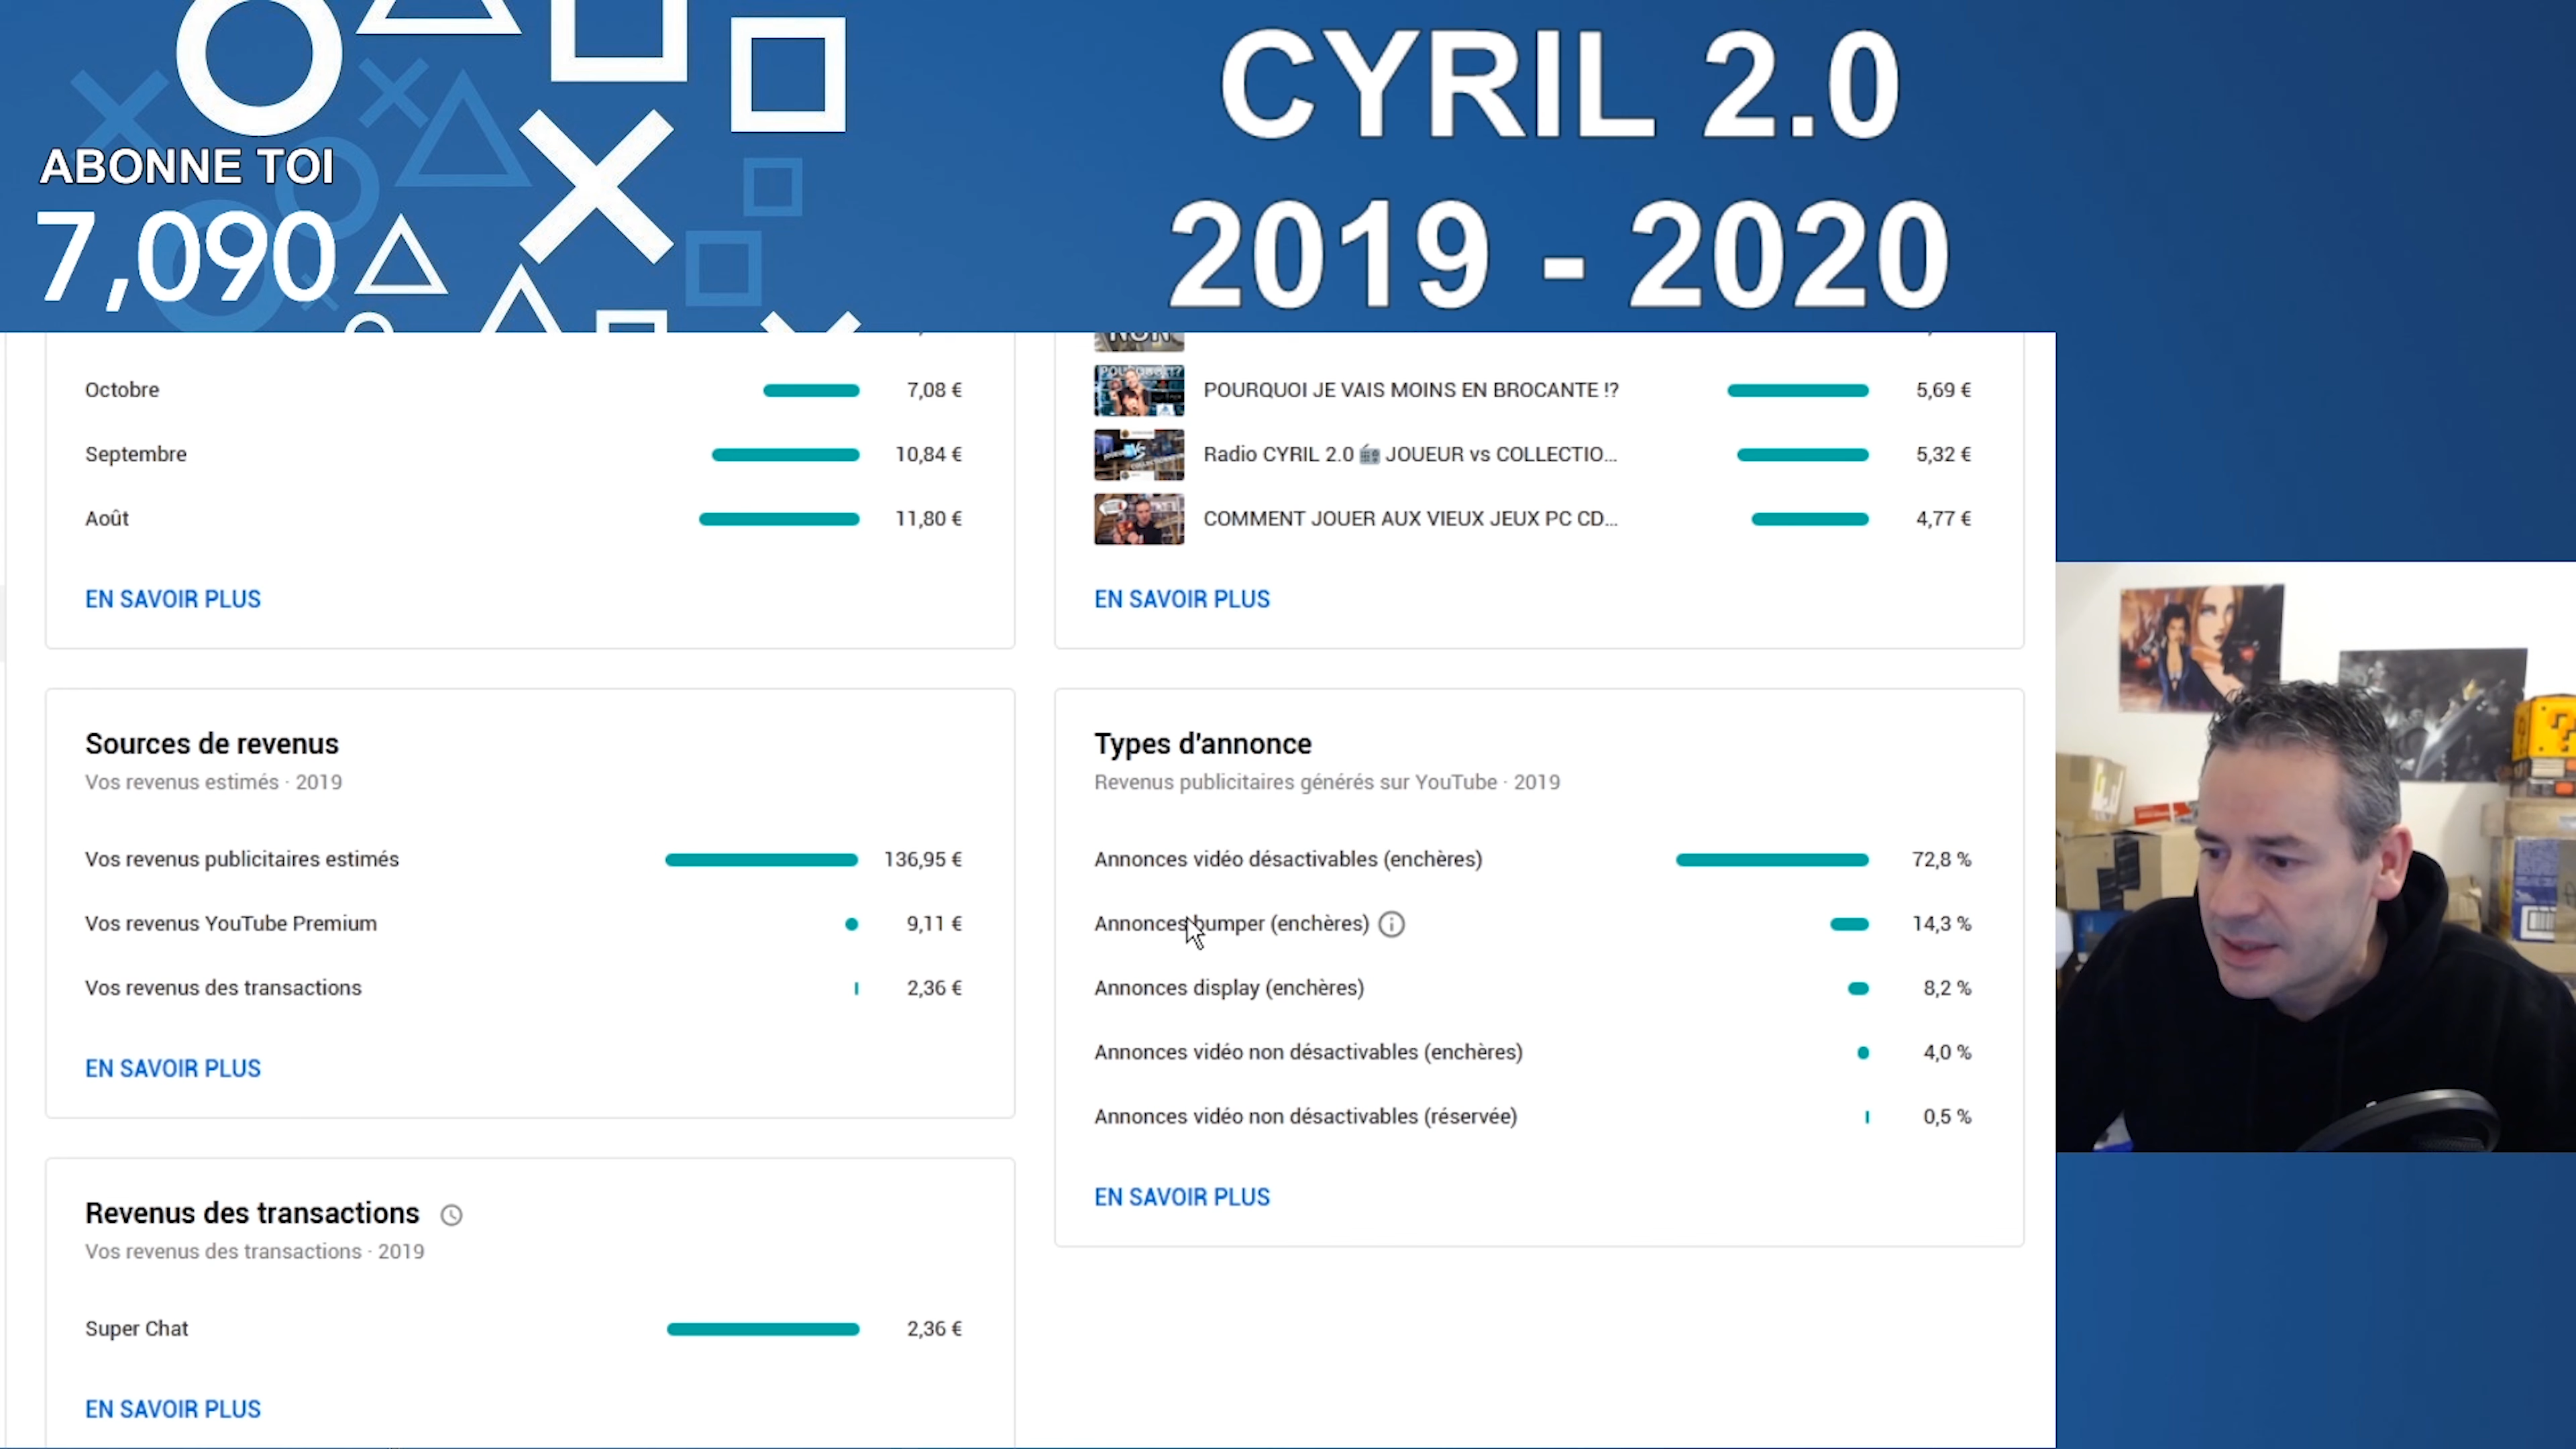 CYRIL 2.0
2019 - 2020
ABONNE TOI
7,090
Octobre 7,08 €
Septembre 10,84 €
Août 11,80 €
EN SAVOIR PLUS
POURQUOI JE VAIS MOINS EN BROCANTE !? 5,69 €
Radio CYRIL 2.0 📻 JOUEUR vs COLLECTIO... 5,32 €
COMMENT JOUER AUX VIEUX JEUX PC CD... 4,77 €
EN SAVOIR PLUS
Sources de revenus
Vos revenus estimés · 2019
Vos revenus publicitaires estimés 136,95 €
Vos revenus YouTube Premium 9,11 €
Vos revenus des transactions 2,36 €
EN SAVOIR PLUS
Types d'annonce
Revenus publicitaires générés sur YouTube · 2019
Annonces vidéo désactivables (enchères) 72,8 %
Annonces bumper (enchères) 14,3 %
Annonces display (enchères) 8,2 %
Annonces vidéo non désactivables (enchères) 4,0 %
Annonces vidéo non désactivables (réservée) 0,5 %
EN SAVOIR PLUS
Revenus des transactions
Vos revenus des transactions · 2019
Super Chat 2,36 €
EN SAVOIR PLUS